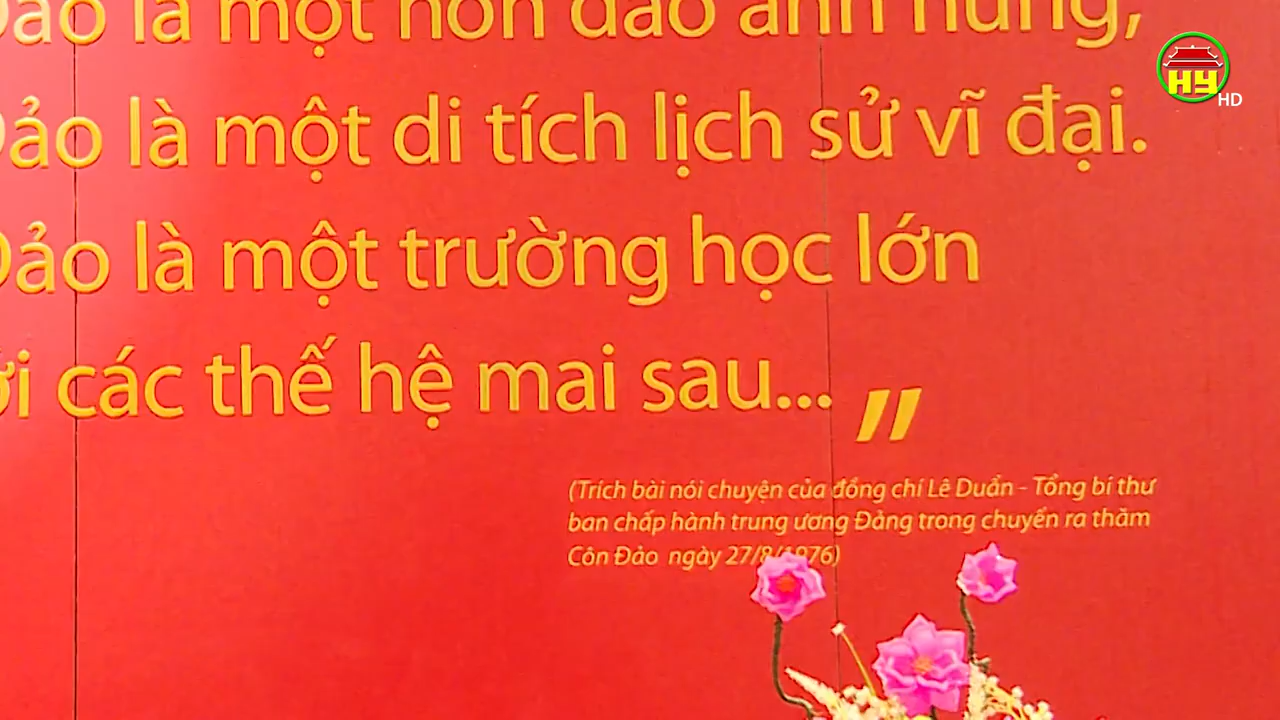 Đảo là một hòn đảo anh hùng,
Đảo là một di tích lịch sử vĩ đại.
Đảo là một trường học lớn
các thế hệ mai sau..."
(Trích bài nói chuyện của đồng chí Lê Duẩn - Tổng bí thư
ban chấp hành trung ương Đảng trong chuyến ra thăm
Côn Đảo ngày 27/8/1976)
HY
HD